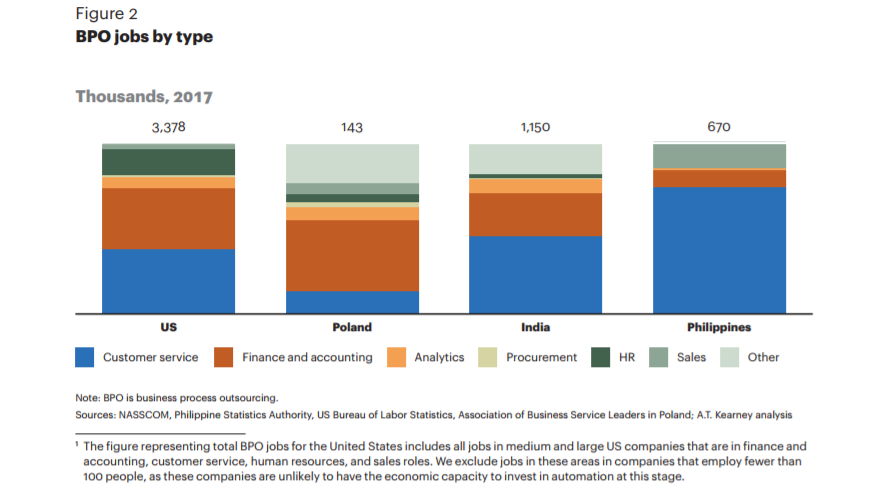 Figure 2
BPO jobs by type
Thousands, 2017
3,378 143 1,150 670
US Poland India Philippines
Customer service Finance and accounting Analytics Procurement HR Sales Other
Note: BPO is business process outsourcing.
Sources: NASSCOM, Philippine Statistics Authority, US Bureau of Labor Statistics, Association of Business Service Leaders in Poland; A.T. Kearney analysis
¹ The figure representing total BPO jobs for the United States includes all jobs in medium and large US companies that are in finance and
accounting, customer service, human resources, and sales roles. We exclude jobs in these areas in companies that employ fewer than
100 people, as these companies are unlikely to have the economic capacity to invest in automation at this stage.